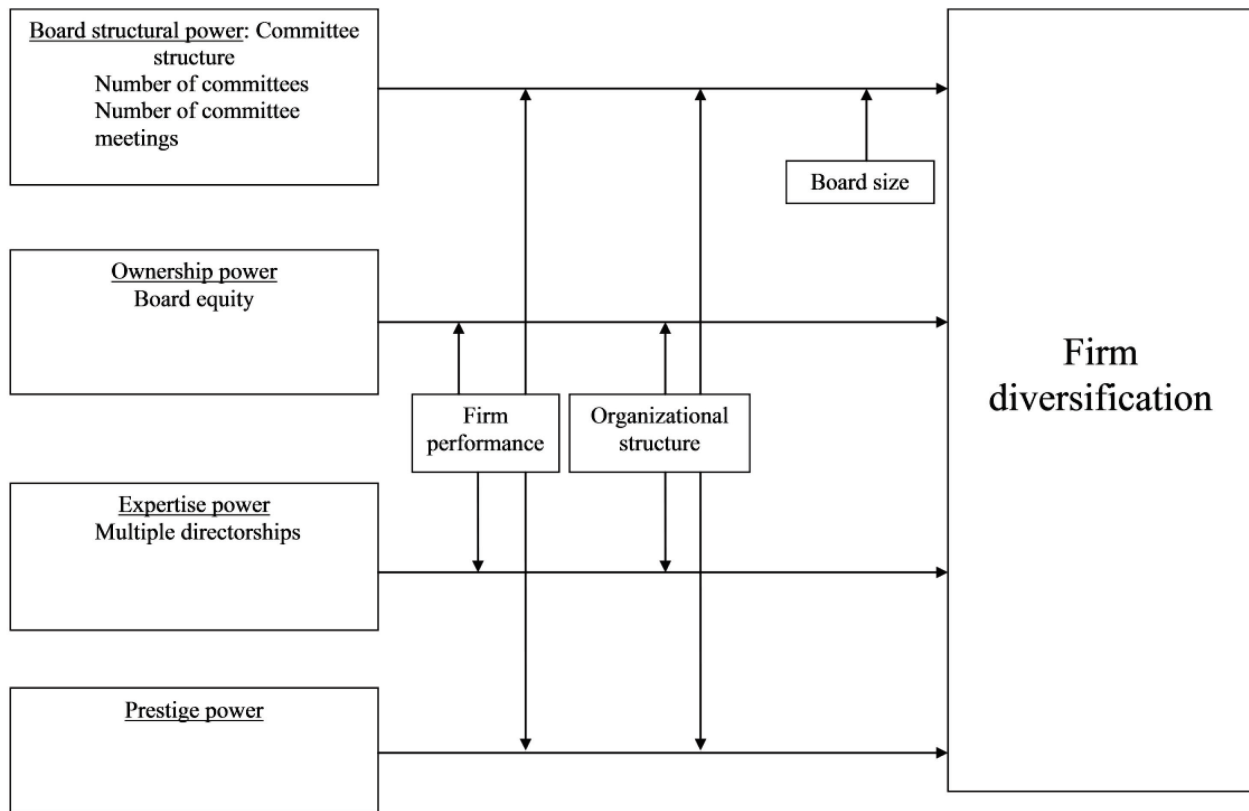 Board structural power: Committee
structure
Number of committees
Number of committee
meetings
Board size
Ownership power
Board equity
Firm
performance
Organizational
structure
Firm
diversification
Expertise power
Multiple directorships
Prestige power